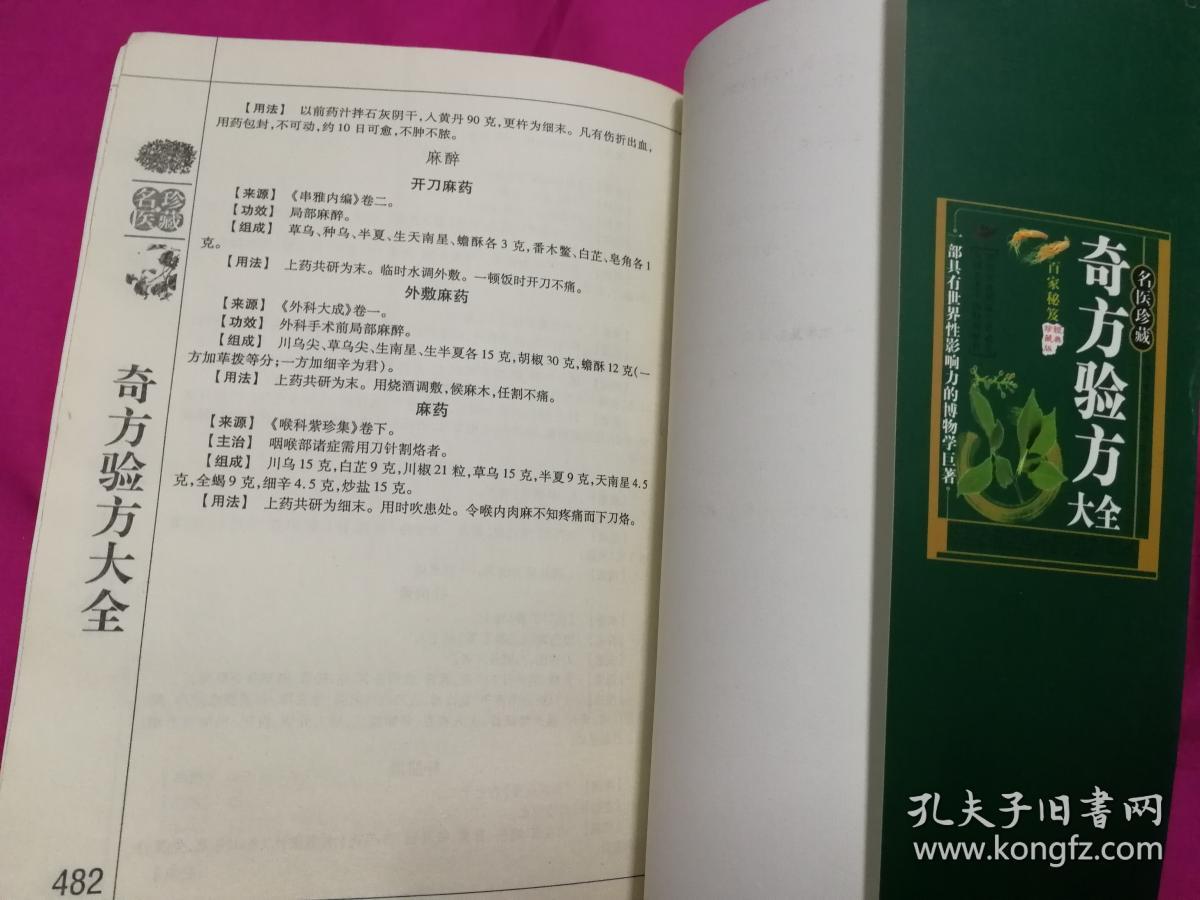 【用法】 以前药汁拌石灰阴干,入黄丹90克,更杵为细末。凡有伤折出血,
用药包封,不可动,约10日可愈,不肿不脓。
麻醉
开刀麻药
【来源】《串雅内编》卷二。
【功效】 局部麻醉。
【组成】 草乌、种乌、半夏、生天南星、蟾酥各3克,番木鳖、白芷、皂角各1
克。
【用法】 上药共研为末。临时水调外敷。一顿饭时开刀不痛。
外敷麻药
【来源】《外科大成》卷一。
【功效】 外科手术前局部麻醉。
【组成】 川乌尖、草乌尖、生南星、生半夏各15克,胡椒30克,蟾酥12克(一
方加荜拨等分;一方加细辛为君)。
【用法】 上药共研为末。用烧酒调敷,候麻木,任割不痛。
麻药
【来源】《喉科紫珍集》卷下。
【主治】 咽喉部诸症需用刀针割烙者。
【组成】 川乌15克,白芷9克,川椒21粒,草乌15克,半夏9克,天南星4.5
克,全蝎9克,细辛4.5克,炒盐15克。
【用法】 上药共研为细末。用时吹患处。令喉内肉麻不知疼痛而下刀烙。
名医珍藏
奇方验方大全
482
名医珍藏
奇方验方大全
百家秘笈
经典珍藏版
一部具有世界性影响力的博物学巨著
孔夫子旧书网
www.kongfz.com